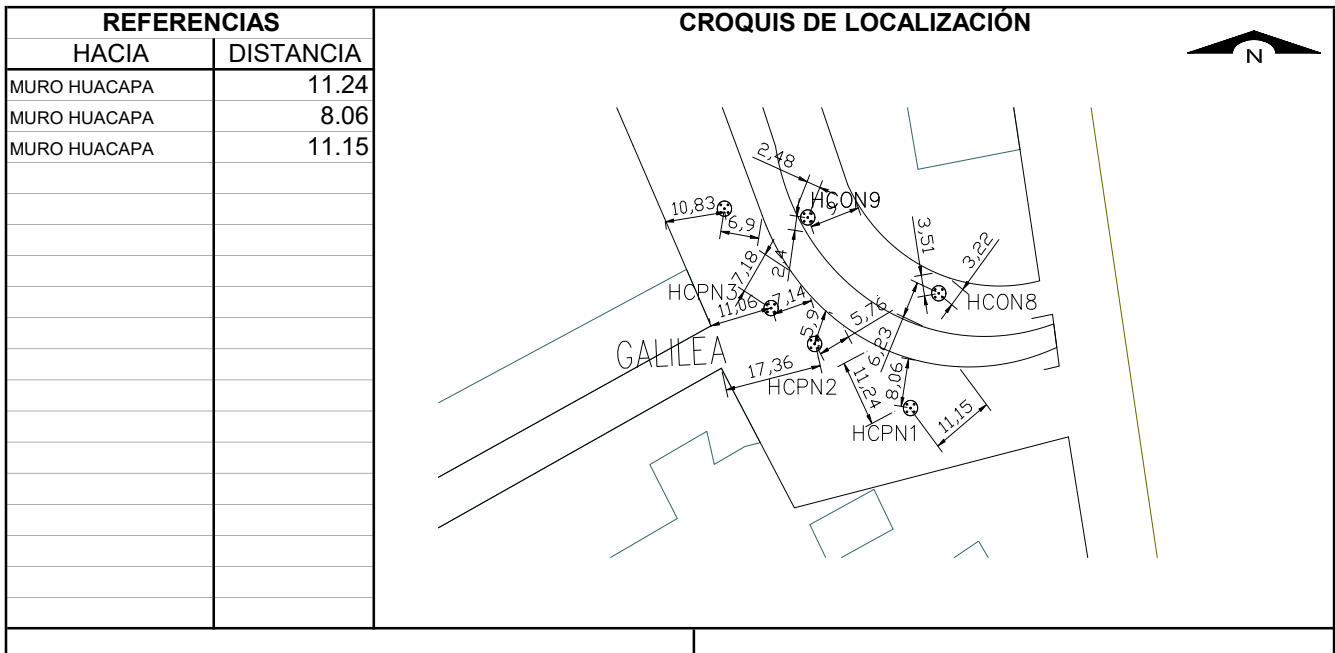 REFERENCIAS
HACIA DISTANCIA
MURO HUACAPA 11.24
MURO HUACAPA 8.06
MURO HUACAPA 11.15
CROQUIS DE LOCALIZACIÓN
N
2,48
HCON9
10,83
6,9
9
3,51
3,22
2,4
7,18
HCPN3
7,14
HCON8
11,06
5,9
5,76
6,23
GALILEA
17,36
HCPN2
11,24
8,06
11,15
HCPN1